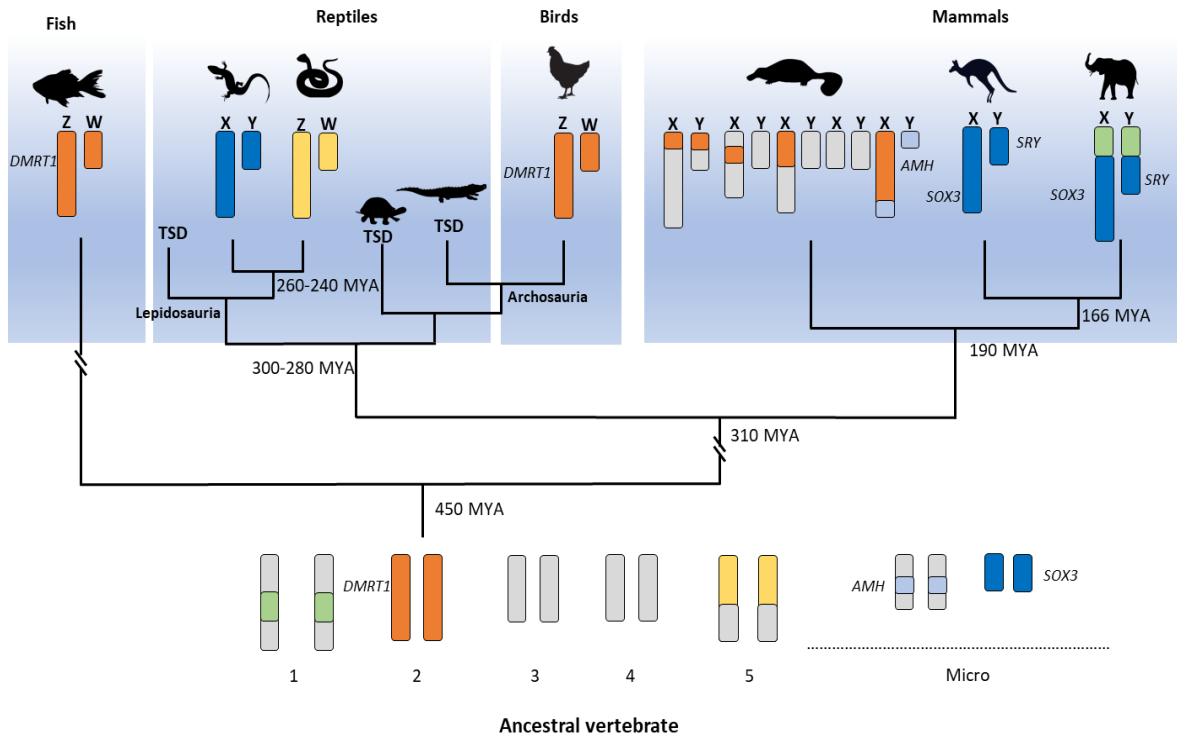 Fish
Reptiles
Birds
Mammals
Z W
DMRT1
X Y
Z W
TSD
TSD
TSD
Z W
DMRT1
X Y X Y X Y X Y X Y
AMH
X Y
SRY
SOX3
X Y
SRY
SOX3
260-240 MYA
Lepidosauria
Archosauria
300-280 MYA
166 MYA
190 MYA
310 MYA
450 MYA
DMRT1
AMH
SOX3
1 2 3 4 5 Micro
Ancestral vertebrate